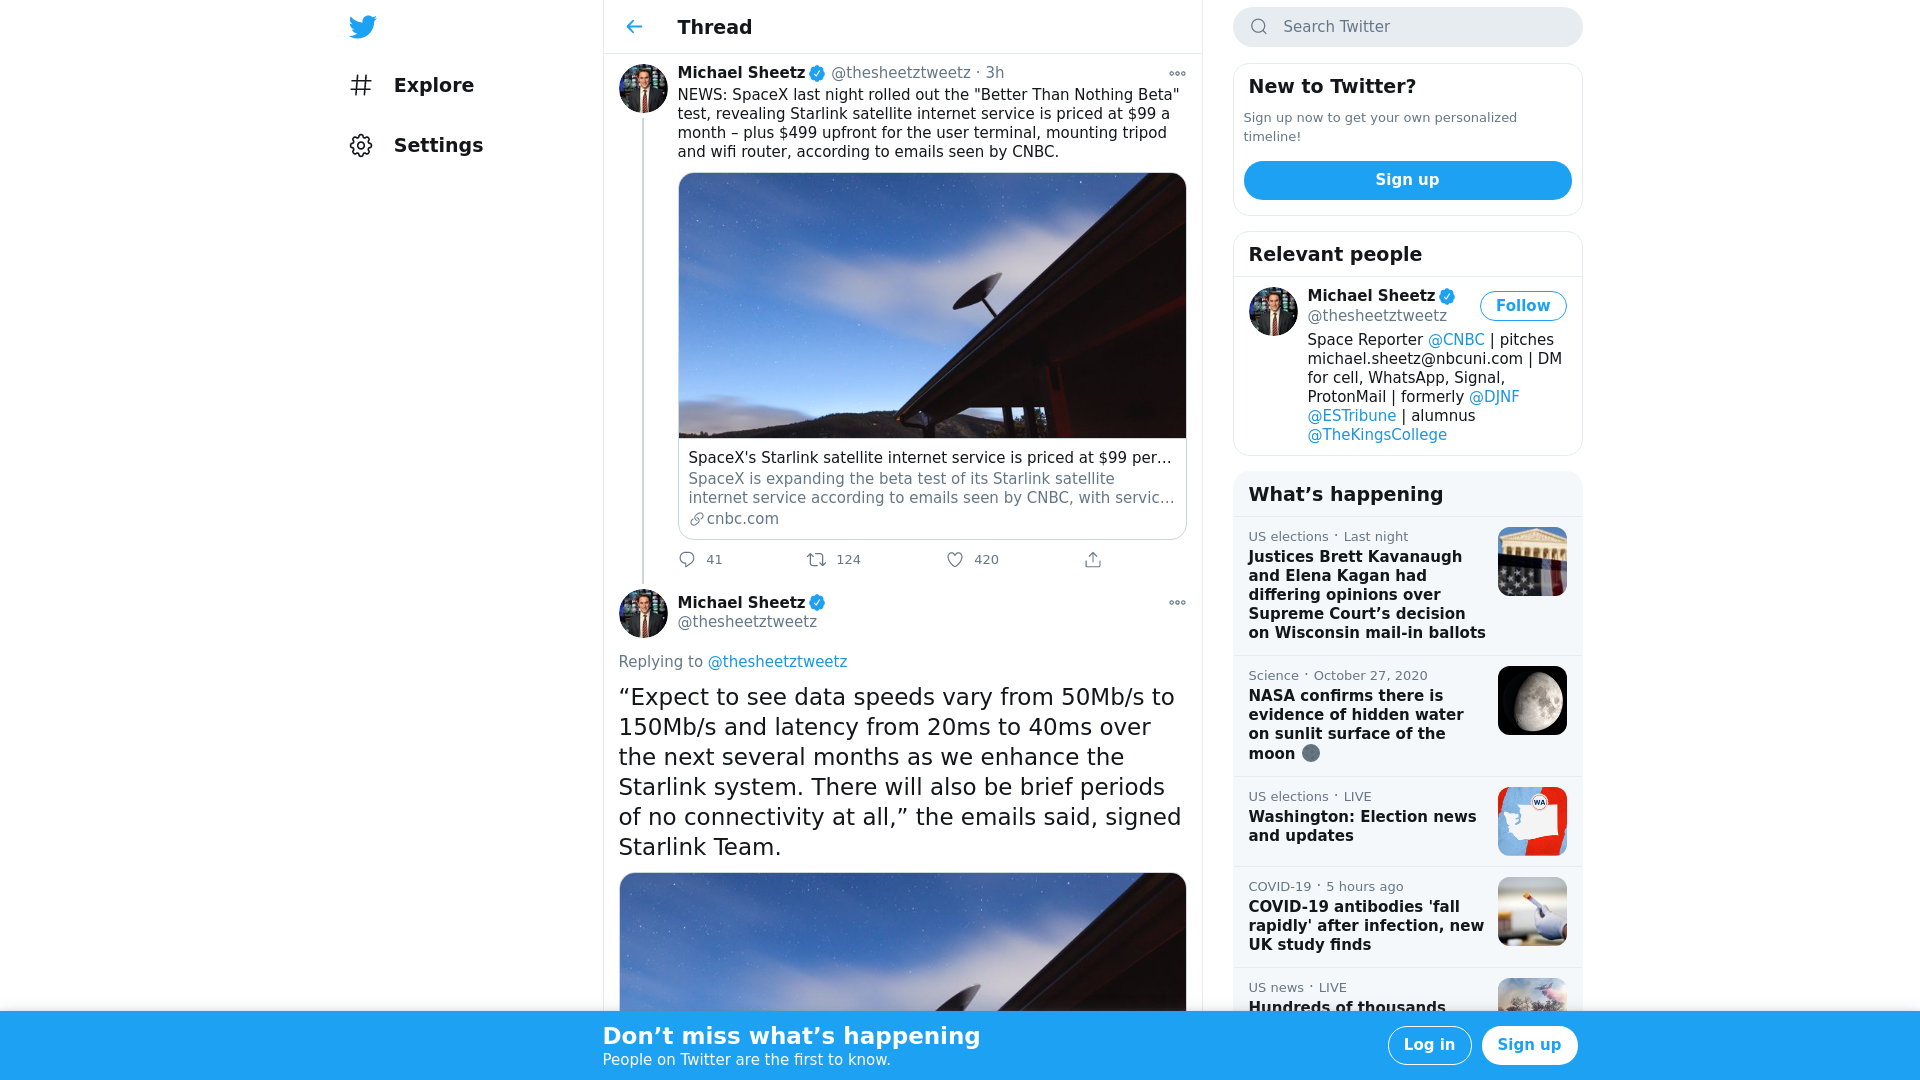 Explore
Settings
Thread
Michael Sheetz @thesheetztweetz · 3h
NEWS: SpaceX last night rolled out the "Better Than Nothing Beta"
test, revealing Starlink satellite internet service is priced at $99 a
month – plus $499 upfront for the user terminal, mounting tripod
and wifi router, according to emails seen by CNBC.
SpaceX's Starlink satellite internet service is priced at $99 per…
SpaceX is expanding the beta test of its Starlink satellite
internet service according to emails seen by CNBC, with servic…
cnbc.com
41 124 420
Michael Sheetz
@thesheetztweetz
Replying to @thesheetztweetz
“Expect to see data speeds vary from 50Mb/s to
150Mb/s and latency from 20ms to 40ms over
the next several months as we enhance the
Starlink system. There will also be brief periods
of no connectivity at all,” the emails said, signed
Starlink Team.
Search Twitter
New to Twitter?
Sign up now to get your own personalized
timeline!
Sign up
Relevant people
Michael Sheetz
@thesheetztweetz
Follow
Space Reporter @CNBC | pitches
michael.sheetz@nbcuni.com | DM
for cell, WhatsApp, Signal,
ProtonMail | formerly @DJNF
@ESTribune | alumnus
@TheKingsCollege
What’s happening
US elections · Last night
Justices Brett Kavanaugh
and Elena Kagan had
differing opinions over
Supreme Court’s decision
on Wisconsin mail-in ballots
Science · October 27, 2020
NASA confirms there is
evidence of hidden water
on sunlit surface of the
moon 🌑
US elections · LIVE
Washington: Election news
and updates
WA
COVID-19 · 5 hours ago
COVID-19 antibodies 'fall
rapidly' after infection, new
UK study finds
US news · LIVE
Hundreds of thousands
Don’t miss what’s happening
People on Twitter are the first to know.
Log in
Sign up